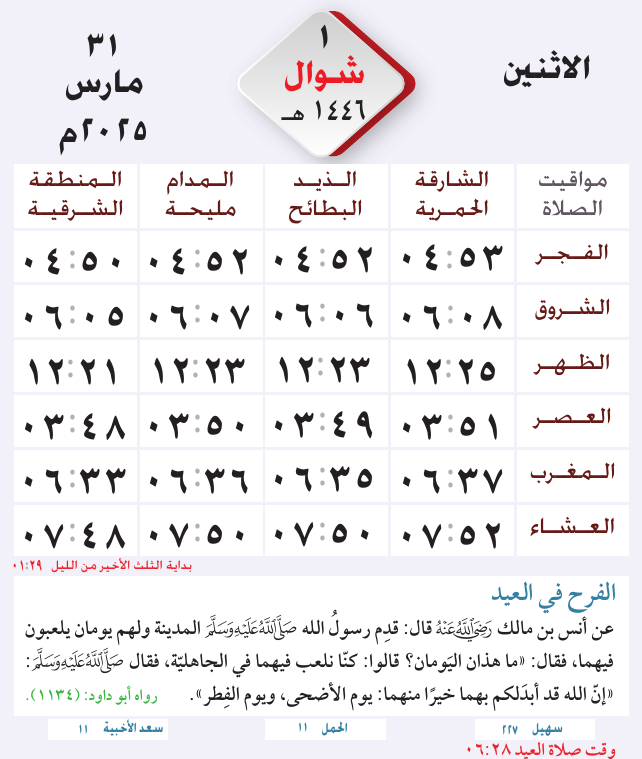 الاثنين
١
شوال
١٤٤٦ هـ
٣١
مارس
٢٠٢٥م
مواقيت الصلاة | الشارقة الحمرية | الذيد البطائح | المدام مليحة | المنطقة الشرقية
الفجر ٠٤:٥٣ ٠٤:٥٢ ٠٤:٥٢ ٠٤:٥٠
الشروق ٠٦:٠٨ ٠٦:٠٦ ٠٦:٠٧ ٠٦:٠٥
الظهر ١٢:٢٥ ١٢:٢٣ ١٢:٢٣ ١٢:٢١
العصر ٠٣:٥١ ٠٣:٤٩ ٠٣:٥٠ ٠٣:٤٨
المغرب ٠٦:٣٧ ٠٦:٣٥ ٠٦:٣٦ ٠٦:٣٣
العشاء ٠٧:٥٢ ٠٧:٥٠ ٠٧:٥٠ ٠٧:٤٨
بداية الثلث الأخير من الليل ٠١:٢٩
الفرح في العيد
عن أنس بن مالك رَضِيَ اللَّهُ عَنْهُ قال: قدِم رسولُ الله صَلَّى اللَّهُ عَلَيْهِ وَسَلَّمَ المدينة ولهم يومان يلعبون
فيهما، فقال: «ما هذان اليَومان؟ قالوا: كنّا نلعب فيهما في الجاهليّة، فقال صَلَّى اللَّهُ عَلَيْهِ وَسَلَّمَ:
«إنّ الله قد أبدَلكم بهما خيرًا منهما: يوم الأضحى، ويوم الفِطر». رواه أبو داود: (١١٣٤).
سهيل ٢٢٧ الحمل ١١ سعد الأخبية ١١
وقت صلاة العيد ٠٦:٢٨